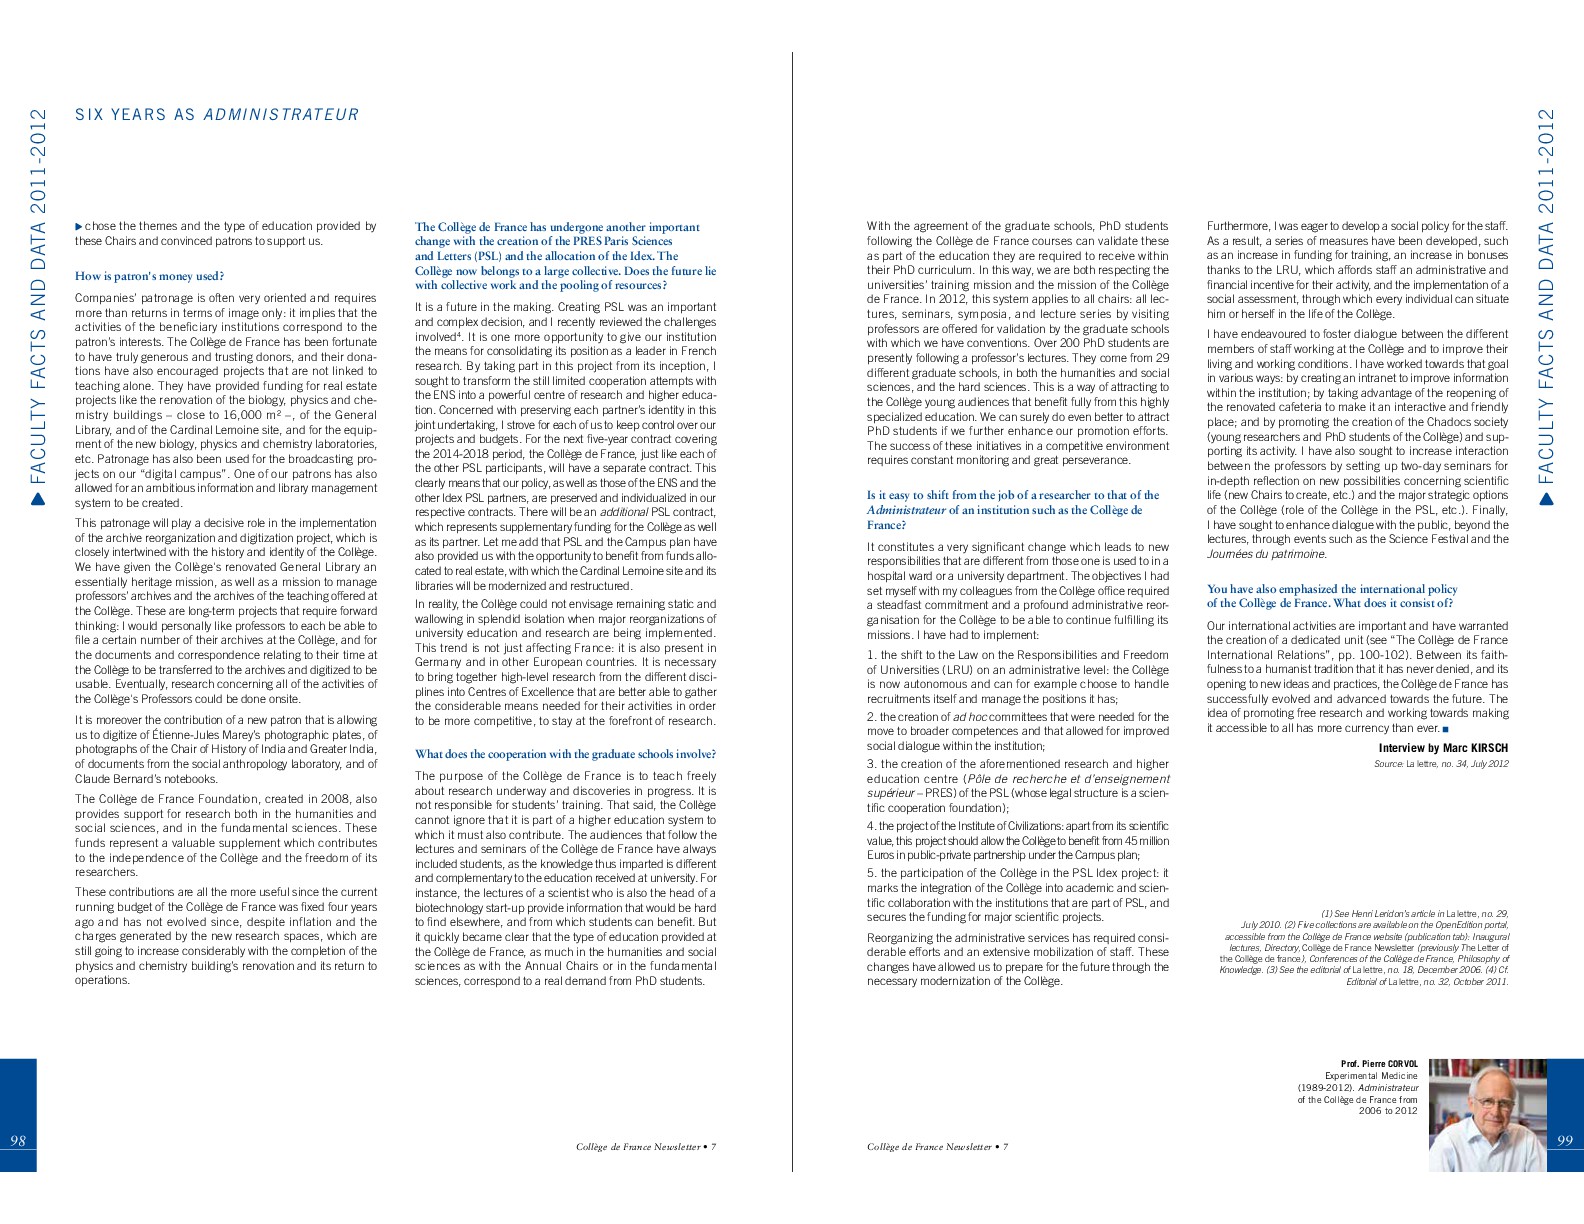 SIX YEARS AS ADMINISTRATEUR
▲ FACULTY FACTS AND DATA 2011-2012
▶ chose the themes and the type of education provided by
these Chairs and convinced patrons to support us.
How is patron's money used?
Companies' patronage is often very oriented and requires
more than returns in terms of image only: it implies that the
activities of the beneficiary institutions correspond to the
patron's interests. The Collège de France has been fortunate
to have truly generous and trusting donors, and their dona-
tions have also encouraged projects that are not linked to
teaching alone. They have provided funding for real estate
projects like the renovation of the biology, physics and che-
mistry buildings – close to 16,000 m² –, of the General
Library, and of the Cardinal Lemoine site, and for the equip-
ment of the new biology, physics and chemistry laboratories,
etc. Patronage has also been used for the broadcasting pro-
jects on our “digital campus”. One of our patrons has also
allowed for an ambitious information and library management
system to be created.
This patronage will play a decisive role in the implementation
of the archive reorganization and digitization project, which is
closely intertwined with the history and identity of the Collège.
We have given the Collège's renovated General Library an
essentially heritage mission, as well as a mission to manage
professors' archives and the archives of the teaching offered at
the Collège. These are long-term projects that require forward
thinking: I would personally like professors to each be able to
file a certain number of their archives at the Collège, and for
the documents and correspondence relating to their time at
the Collège to be transferred to the archives and digitized to be
usable. Eventually, research concerning all of the activities of
the Collège's Professors could be done onsite.
It is moreover the contribution of a new patron that is allowing
us to digitize of Étienne-Jules Marey's photographic plates, of
photographs of the Chair of History of India and Greater India,
of documents from the social anthropology laboratory, and of
Claude Bernard's notebooks.
The Collège de France Foundation, created in 2008, also
provides support for research both in the humanities and
social sciences, and in the fundamental sciences. These
funds represent a valuable supplement which contributes
to the independence of the Collège and the freedom of its
researchers.
These contributions are all the more useful since the current
running budget of the Collège de France was fixed four years
ago and has not evolved since, despite inflation and the
charges generated by the new research spaces, which are
still going to increase considerably with the completion of the
physics and chemistry building's renovation and its return to
operations.
The Collège de France has undergone another important
change with the creation of the PRES Paris Sciences
and Letters (PSL) and the allocation of the Idex. The
Collège now belongs to a large collective. Does the future lie
with collective work and the pooling of resources?
It is a future in the making. Creating PSL was an important
and complex decision, and I recently reviewed the challenges
involved⁴. It is one more opportunity to give our institution
the means for consolidating its position as a leader in French
research. By taking part in this project from its inception, I
sought to transform the still limited cooperation attempts with
the ENS into a powerful centre of research and higher educa-
tion. Concerned with preserving each partner's identity in this
joint undertaking, I strove for each of us to keep control over our
projects and budgets. For the next five-year contract covering
the 2014-2018 period, the Collège de France, just like each of
the other PSL participants, will have a separate contract. This
clearly means that our policy, as well as those of the ENS and the
other Idex PSL partners, are preserved and individualized in our
respective contracts. There will be an additional PSL contract,
which represents supplementary funding for the Collège as well
as its partner. Let me add that PSL and the Campus plan have
also provided us with the opportunity to benefit from funds allo-
cated to real estate, with which the Cardinal Lemoine site and its
libraries will be modernized and restructured.
In reality, the Collège could not envisage remaining static and
wallowing in splendid isolation when major reorganizations of
university education and research are being implemented.
This trend is not just affecting France: it is also present in
Germany and in other European countries. It is necessary
to bring together high-level research from the different disci-
plines into Centres of Excellence that are better able to gather
the considerable means needed for their activities in order
to be more competitive, to stay at the forefront of research.
What does the cooperation with the graduate schools involve?
The purpose of the Collège de France is to teach freely
about research underway and discoveries in progress. It is
not responsible for students' training. That said, the Collège
cannot ignore that it is part of a higher education system to
which it must also contribute. The audiences that follow the
lectures and seminars of the Collège de France have always
included students, as the knowledge thus imparted is different
and complementary to the education received at university. For
instance, the lectures of a scientist who is also the head of a
biotechnology start-up provide information that would be hard
to find elsewhere, and from which students can benefit. But
it quickly became clear that the type of education provided at
the Collège de France, as much in the humanities and social
sciences as with the Annual Chairs or in the fundamental
sciences, correspond to a real demand from PhD students.
98
Collège de France Newsletter • 7
With the agreement of the graduate schools, PhD students
following the Collège de France courses can validate these
as part of the education they are required to receive within
their PhD curriculum. In this way, we are both respecting the
universities' training mission and the mission of the Collège
de France. In 2012, this system applies to all chairs: all lec-
tures, seminars, symposia, and lecture series by visiting
professors are offered for validation by the graduate schools
with which we have conventions. Over 200 PhD students are
presently following a professor's lectures. They come from 29
different graduate schools, in both the humanities and social
sciences, and the hard sciences. This is a way of attracting to
the Collège young audiences that benefit fully from this highly
specialized education. We can surely do even better to attract
PhD students if we further enhance our promotion efforts.
The success of these initiatives in a competitive environment
requires constant monitoring and great perseverance.
Is it easy to shift from the job of a researcher to that of the
Administrateur of an institution such as the Collège de
France?
It constitutes a very significant change which leads to new
responsibilities that are different from those one is used to in a
hospital ward or a university department. The objectives I had
set myself with my colleagues from the Collège office required
a steadfast commitment and a profound administrative reor-
ganisation for the Collège to be able to continue fulfilling its
missions. I have had to implement:
1. the shift to the Law on the Responsibilities and Freedom
of Universities (LRU) on an administrative level: the Collège
is now autonomous and can for example choose to handle
recruitments itself and manage the positions it has;
2. the creation of ad hoc committees that were needed for the
move to broader competences and that allowed for improved
social dialogue within the institution;
3. the creation of the aforementioned research and higher
education centre (Pôle de recherche et d'enseignement
supérieur – PRES) of the PSL (whose legal structure is a scien-
tific cooperation foundation);
4. the project of the Institute of Civilizations: apart from its scientific
value, this project should allow the Collège to benefit from 45 million
Euros in public-private partnership under the Campus plan;
5. the participation of the Collège in the PSL Idex project: it
marks the integration of the Collège into academic and scien-
tific collaboration with the institutions that are part of PSL, and
secures the funding for major scientific projects.
Reorganizing the administrative services has required consi-
derable efforts and an extensive mobilization of staff. These
changes have allowed us to prepare for the future through the
necessary modernization of the Collège.
Furthermore, I was eager to develop a social policy for the staff.
As a result, a series of measures have been developed, such
as an increase in funding for training, an increase in bonuses
thanks to the LRU, which affords staff an administrative and
financial incentive for their activity, and the implementation of a
social assessment, through which every individual can situate
him or herself in the life of the Collège.
I have endeavoured to foster dialogue between the different
members of staff working at the Collège and to improve their
living and working conditions. I have worked towards that goal
in various ways: by creating an intranet to improve information
within the institution; by taking advantage of the reopening of
the renovated cafeteria to make it an interactive and friendly
place; and by promoting the creation of the Chadocs society
(young researchers and PhD students of the Collège) and sup-
porting its activity. I have also sought to increase interaction
between the professors by setting up two-day seminars for
in-depth reflection on new possibilities concerning scientific
life (new Chairs to create, etc.) and the major strategic options
of the Collège (role of the Collège in the PSL, etc.). Finally,
I have sought to enhance dialogue with the public, beyond the
lectures, through events such as the Science Festival and the
Journées du patrimoine.
You have also emphasized the international policy
of the Collège de France. What does it consist of?
Our international activities are important and have warranted
the creation of a dedicated unit (see “The Collège de France
International Relations”, pp. 100-102). Between its faith-
fulness to a humanist tradition that it has never denied, and its
opening to new ideas and practices, the Collège de France has
successfully evolved and advanced towards the future. The
idea of promoting free research and working towards making
it accessible to all has more currency than ever. ■
Interview by Marc KIRSCH
Source: La lettre, no. 34, July 2012
(1) See Henri Leridon's article in La lettre, no. 29,
July 2010. (2) Five collections are available on the OpenEdition portal,
accessible from the Collège de France website (publication tab): Inaugural
lectures, Directory, Collège de France Newsletter (previously The Letter of
the Collège de france), Conferences of the Collège de France, Philosophy of
Knowledge. (3) See the editorial of La lettre, no. 18, December 2006. (4) Cf.
Editorial of La lettre, no. 32, October 2011.
Prof. Pierre CORVOL
Experimental Medicine
(1989-2012). Administrateur
of the Collège de France from
2006 to 2012
Collège de France Newsletter • 7
99
▲ FACULTY FACTS AND DATA 2011-2012